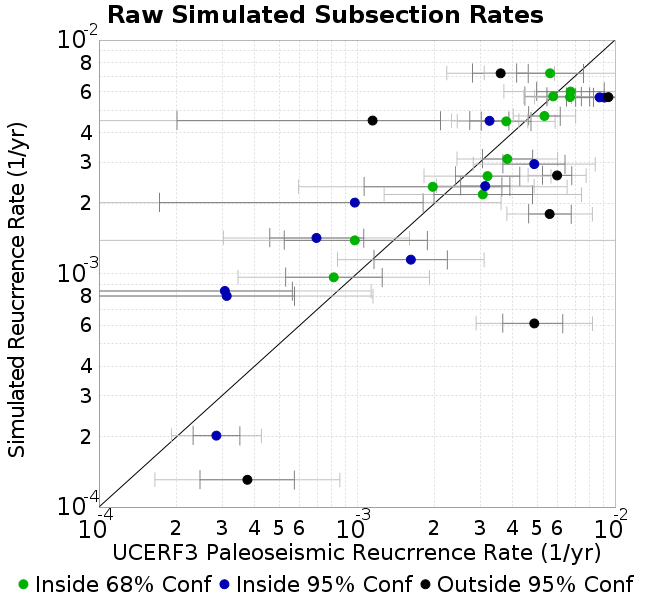 Raw Simulated Subsection Rates
10-2
8
6
4
3
2
10-3
8
6
4
3
2
10-4
Simulated Reucrrence Rate (1/yr)
10-4 2 3 4 5 6 10-3 2 3 4 5 6 10-2
UCERF3 Paleoseismic Reucrrence Rate (1/yr)
Inside 68% Conf Inside 95% Conf Outside 95% Conf